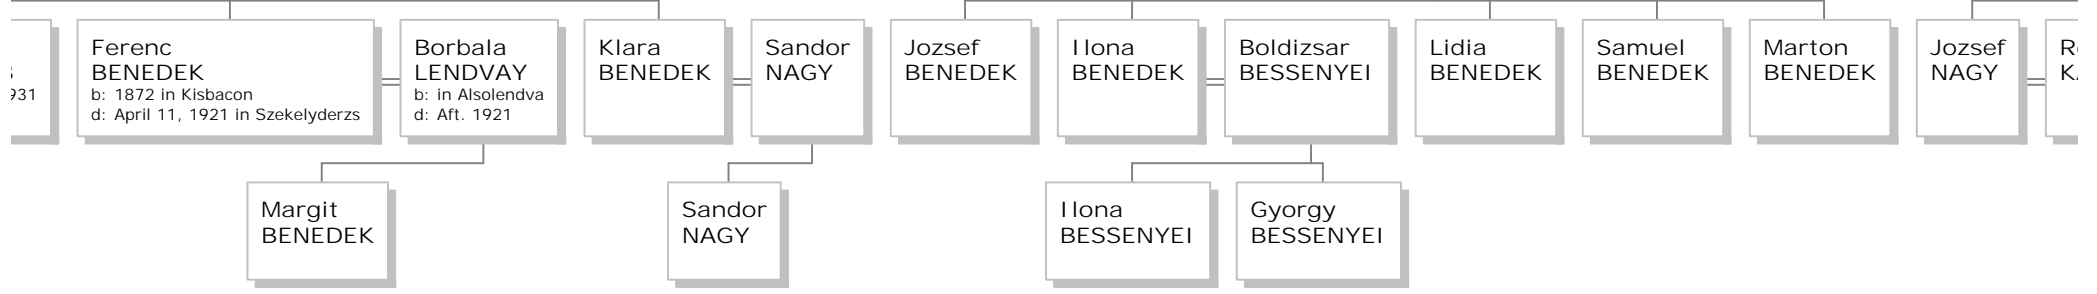 931
Ferenc
BENEDEK
b: 1872 in Kisbacon
d: April 11, 1921 in Szekelyderzs
Borbala
LENDVAY
b: in Alsolendva
d: Aft. 1921
Klara
BENEDEK
Sandor
NAGY
Jozsef
BENEDEK
Ilona
BENEDEK
Boldizsar
BESSENYEI
Lidia
BENEDEK
Samuel
BENEDEK
Marton
BENEDEK
Jozsef
NAGY
Margit
BENEDEK
Sandor
NAGY
Ilona
BESSENYEI
Gyorgy
BESSENYEI